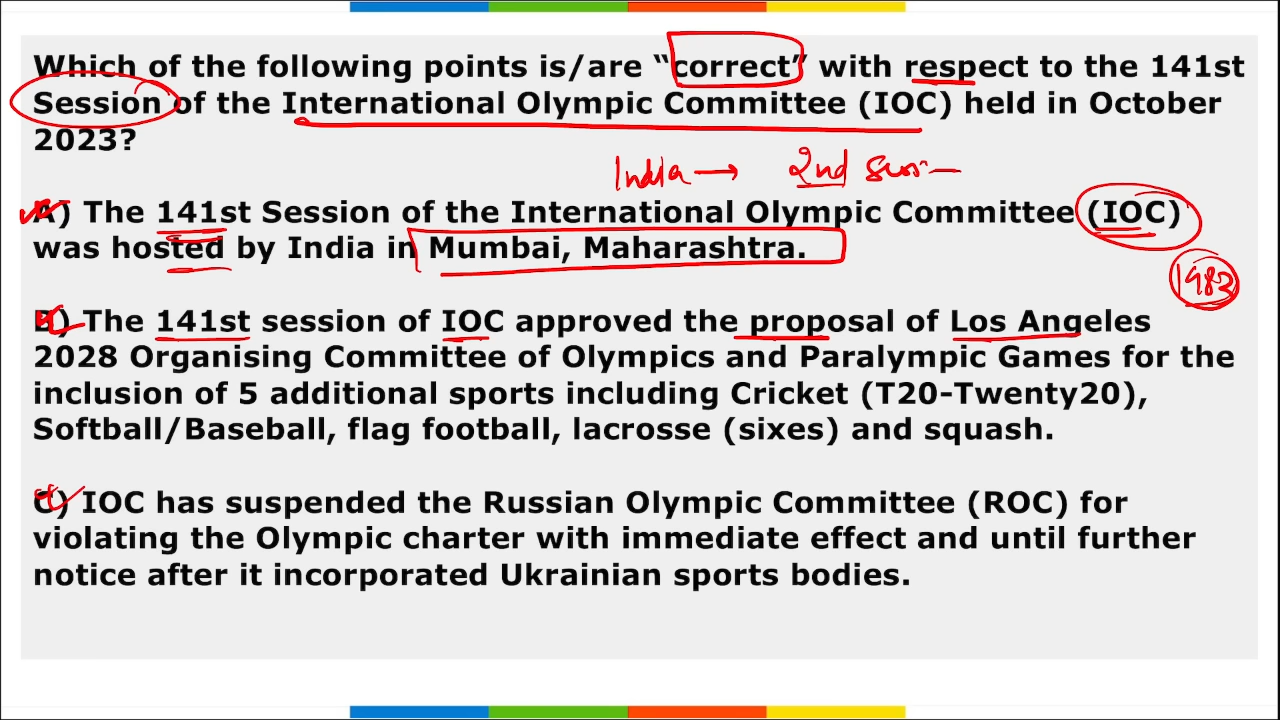 Which of the following points is/are “correct” with respect to the 141st
Session of the International Olympic Committee (IOC) held in October
2023?
India → 2nd
A) The 141st Session of the International Olympic Committee (IOC)
was hosted by India in Mumbai, Maharashtra.
1983
B) The 141st session of IOC approved the proposal of Los Angeles
2028 Organising Committee of Olympics and Paralympic Games for the
inclusion of 5 additional sports including Cricket (T20-Twenty20),
Softball/Baseball, flag football, lacrosse (sixes) and squash.
C) IOC has suspended the Russian Olympic Committee (ROC) for
violating the Olympic charter with immediate effect and until further
notice after it incorporated Ukrainian sports bodies.